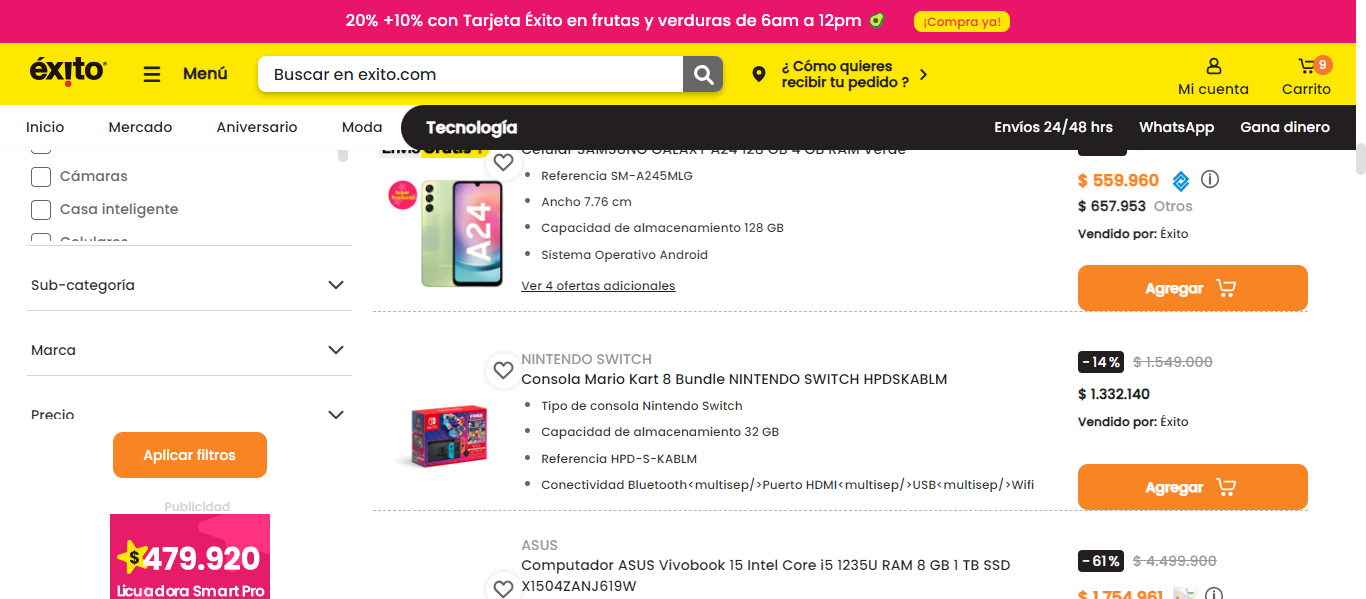 20% +10% con Tarjeta Éxito en frutas y verduras de 6am a 12pm
¡Compra ya!
éxito
Menú
Buscar en exito.com
¿ Cómo quieres
recibir tu pedido ?
9
Mi cuenta
Carrito
Inicio
Mercado
Aniversario
Moda
Tecnología
Envíos 24/48 hrs
WhatsApp
Gana dinero
Cámaras
Casa inteligente
Celulares
Sub-categoría
Marca
Precio
Aplicar filtros
Publicidad
$479.920
Licuadora Smart Pro
Envío Gratis
Celular SAMSUNG GALAXY A24 128 GB 4 GB RAM Verde
Super
Producto
A24
Referencia SM-A245MLG
Ancho 7.76 cm
Capacidad de almacenamiento 128 GB
Sistema Operativo Android
Ver 4 ofertas adicionales
$ 559.960
$ 657.953 Otros
Vendido por: Éxito
Agregar
NINTENDO SWITCH
Consola Mario Kart 8 Bundle NINTENDO SWITCH HPDSKABLM
Tipo de consola Nintendo Switch
Capacidad de almacenamiento 32 GB
Referencia HPD-S-KABLM
Conectividad Bluetooth<multisep/>Puerto HDMI<multisep/>USB<multisep/>Wifi
-14% $ 1.549.000
$ 1.332.140
Vendido por: Éxito
Agregar
ASUS
Computador ASUS Vivobook 15 Intel Core i5 1235U RAM 8 GB 1 TB SSD
X1504ZANJ619W
-61% $ 4.499.900
$ 1.754.961